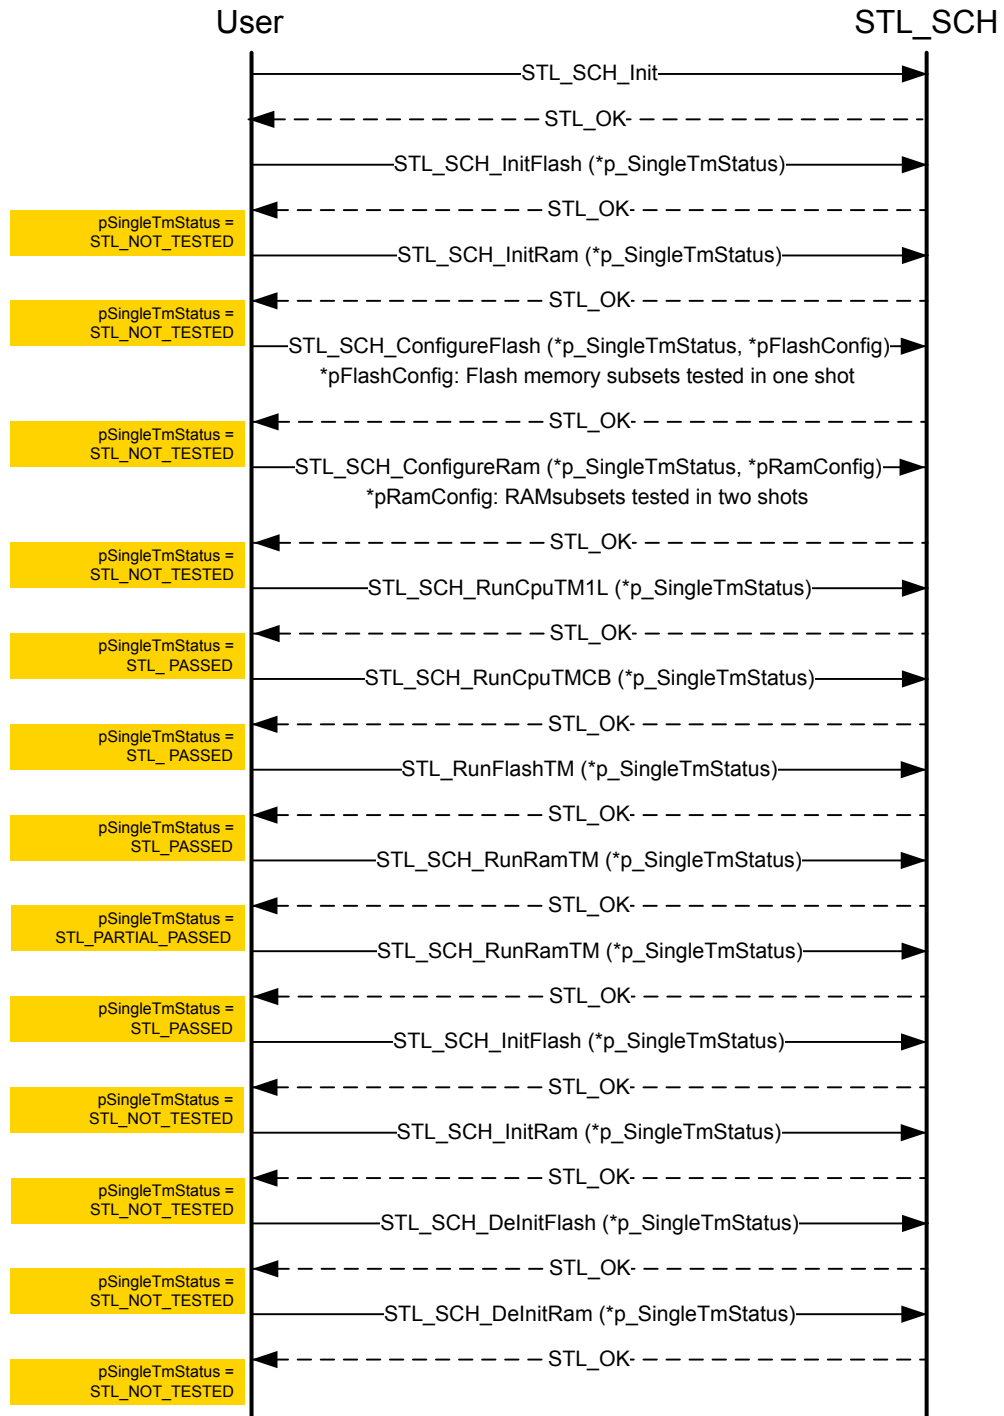 User
STL_SCH
STL_SCH_Init
STL_OK
STL_SCH_InitFlash (*p_SingleTmStatus)
STL_OK
pSingleTmStatus =
STL_NOT_TESTED
STL_SCH_InitRam (*p_SingleTmStatus)
STL_OK
pSingleTmStatus =
STL_NOT_TESTED
STL_SCH_ConfigureFlash (*p_SingleTmStatus, *pFlashConfig)
*pFlashConfig: Flash memory subsets tested in one shot
STL_OK
pSingleTmStatus =
STL_NOT_TESTED
STL_SCH_ConfigureRam (*p_SingleTmStatus, *pRamConfig)
*pRamConfig: RAMsubsets tested in two shots
STL_OK
pSingleTmStatus =
STL_NOT_TESTED
STL_SCH_RunCpuTM1L (*p_SingleTmStatus)
STL_OK
pSingleTmStatus =
STL_ PASSED
STL_SCH_RunCpuTMCB (*p_SingleTmStatus)
STL_OK
pSingleTmStatus =
STL_ PASSED
STL_RunFlashTM (*p_SingleTmStatus)
STL_OK
pSingleTmStatus =
STL_PASSED
STL_SCH_RunRamTM (*p_SingleTmStatus)
STL_OK
pSingleTmStatus =
STL_PARTIAL_PASSED
STL_SCH_RunRamTM (*p_SingleTmStatus)
STL_OK
pSingleTmStatus =
STL_PASSED
STL_SCH_InitFlash (*p_SingleTmStatus)
STL_OK
pSingleTmStatus =
STL_NOT_TESTED
STL_SCH_InitRam (*p_SingleTmStatus)
STL_OK
pSingleTmStatus =
STL_NOT_TESTED
STL_SCH_DeInitFlash (*p_SingleTmStatus)
STL_OK
pSingleTmStatus =
STL_NOT_TESTED
STL_SCH_DeInitRam (*p_SingleTmStatus)
STL_OK
pSingleTmStatus =
STL_NOT_TESTED